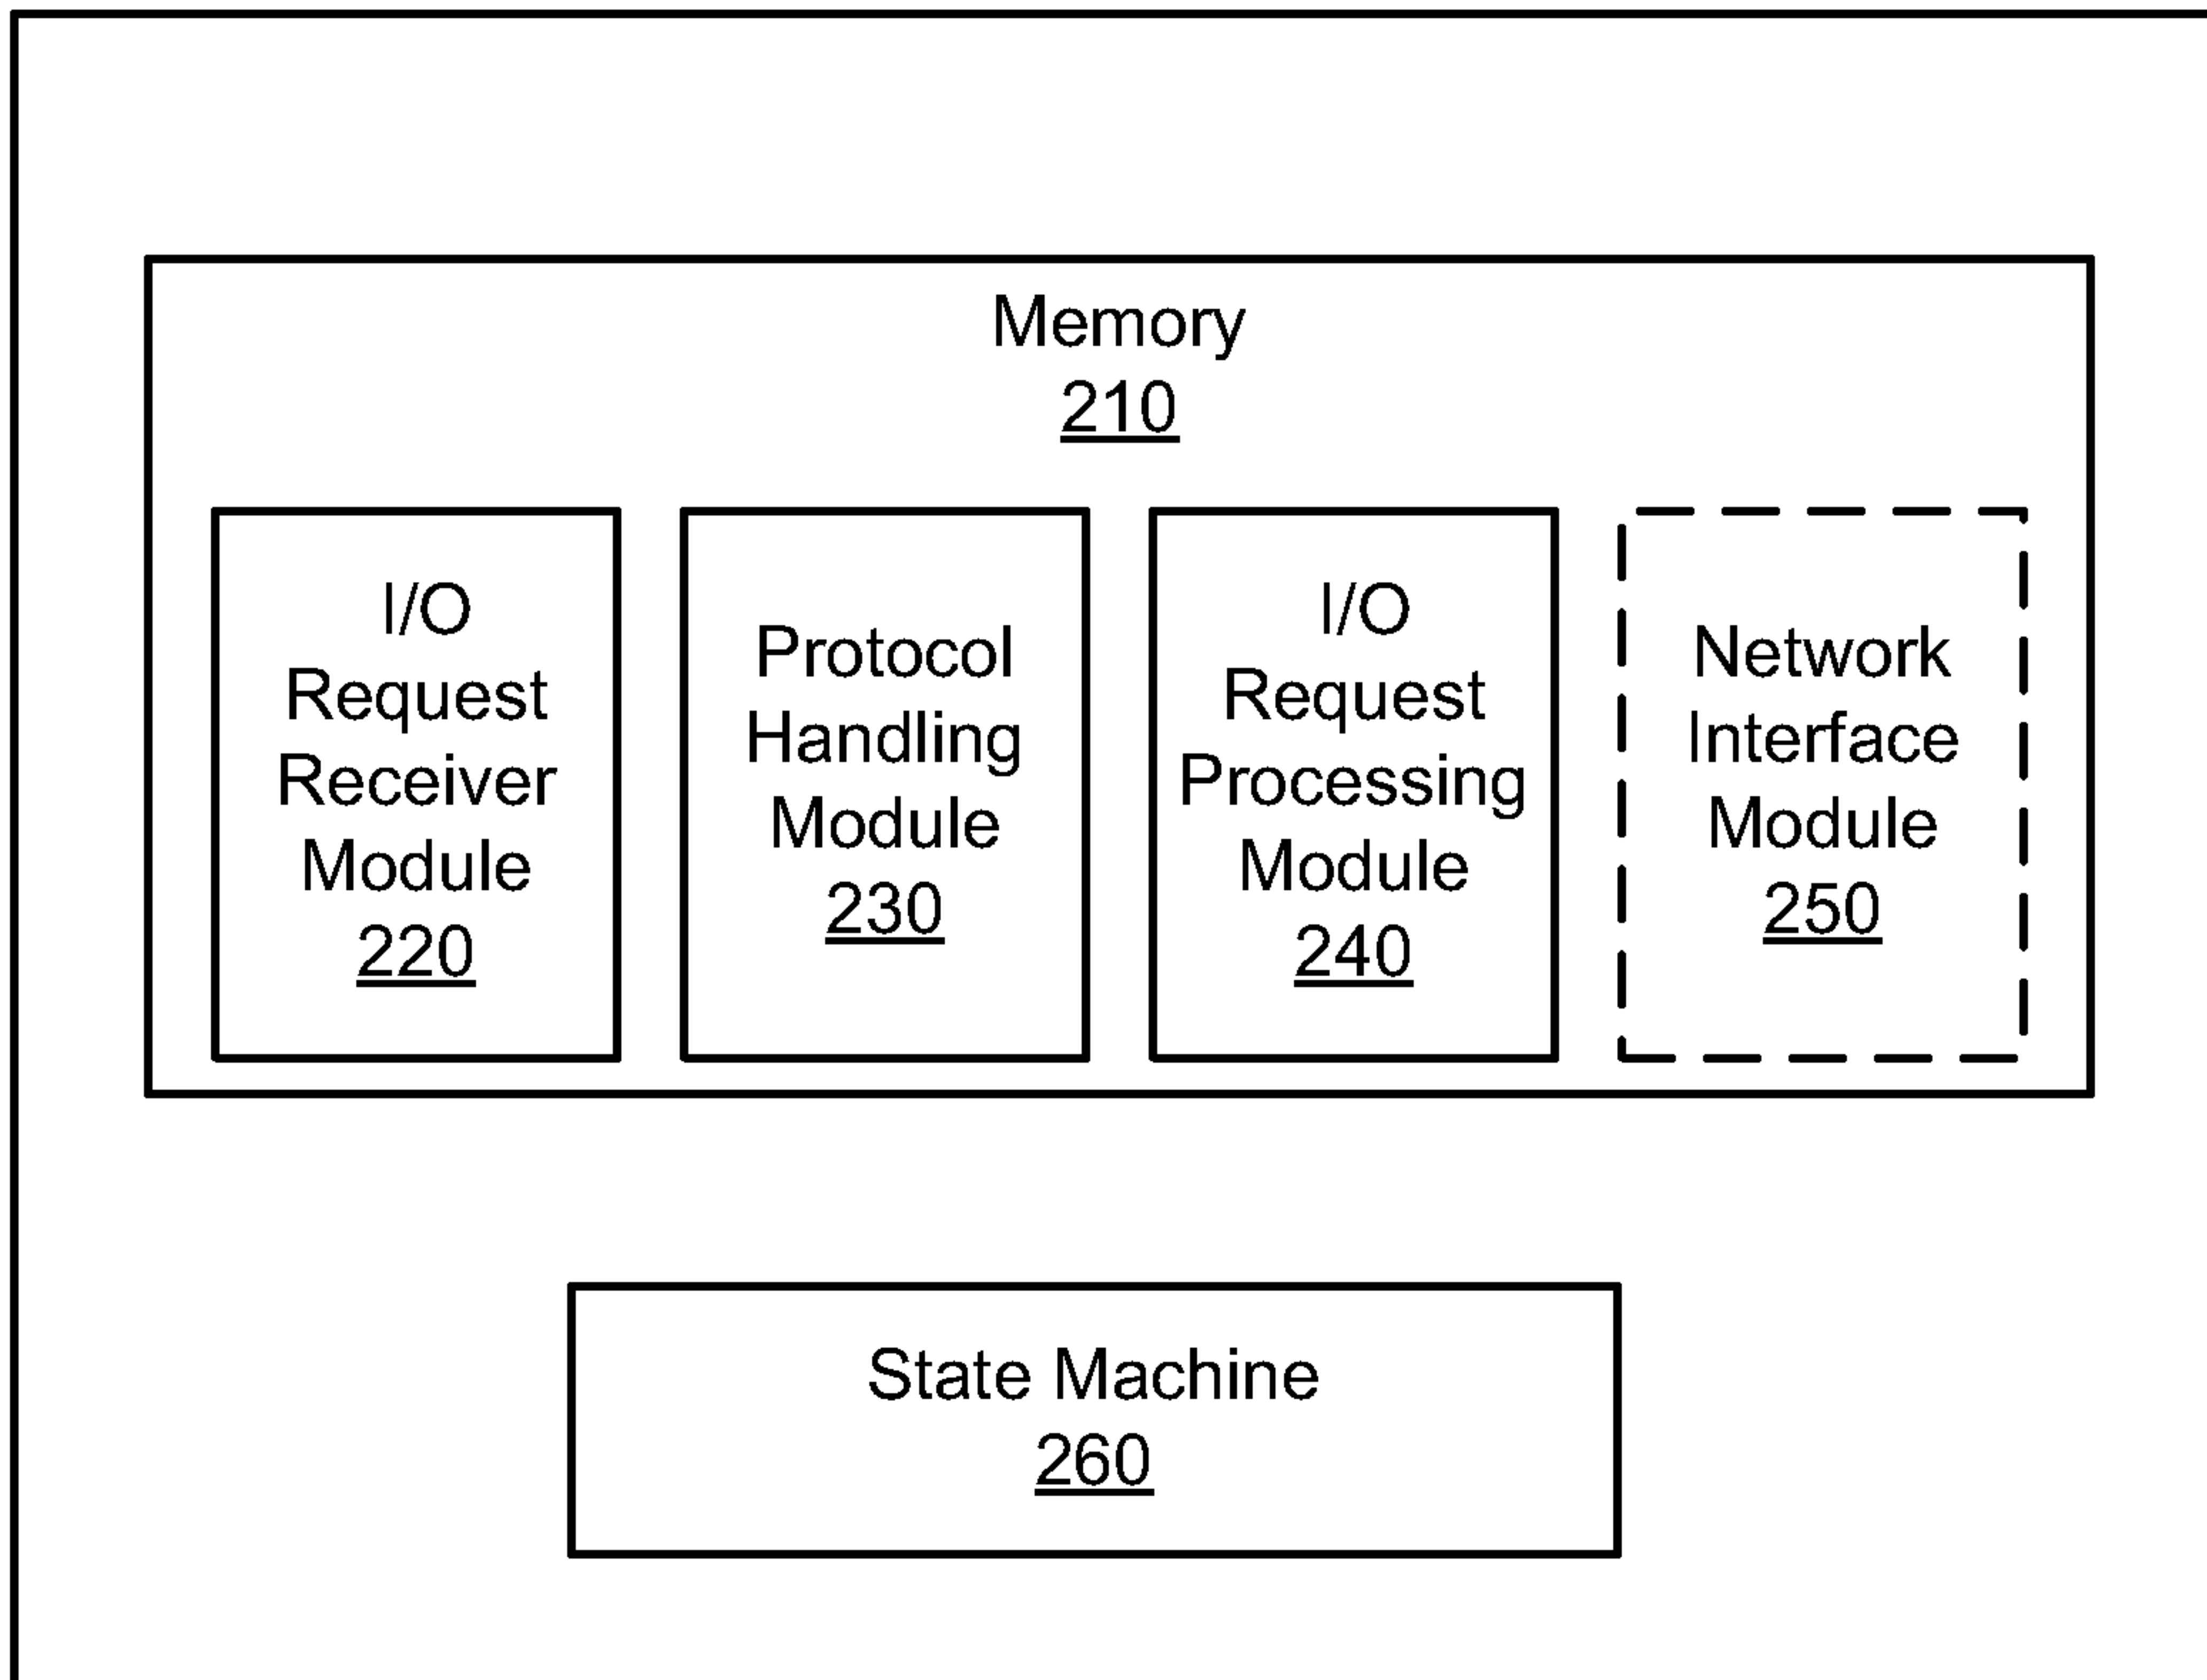 Memory
210
I/O
Request
Receiver
Module
220
Protocol
Handling
Module
230
I/O
Request
Processing
Module
240
Network
Interface
Module
250
State Machine
260